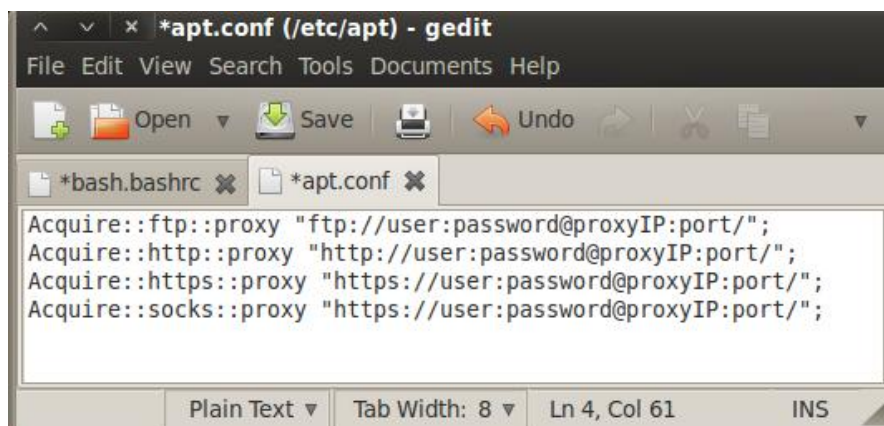 *apt.conf (/etc/apt) - gedit
File Edit View Search Tools Documents Help
Open Save Undo
*bash.bashrc *apt.conf
Acquire::ftp::proxy "ftp://user:password@proxyIP:port/";
Acquire::http::proxy "http://user:password@proxyIP:port/";
Acquire::https::proxy "https://user:password@proxyIP:port/";
Acquire::socks::proxy "https://user:password@proxyIP:port/";
Plain Text Tab Width: 8 Ln 4, Col 61 INS